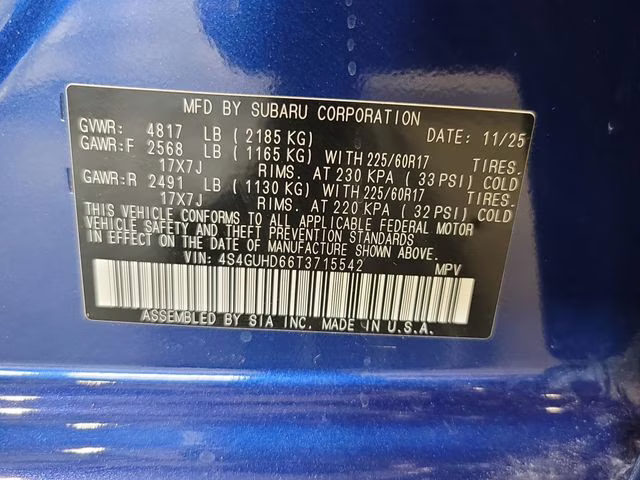 MFD BY SUBARU CORPORATION
GVWR: 4817 LB ( 2185 KG) DATE: 11/25
GAWR:F 2568 LB ( 1165 KG) WITH 225/60R17 TIRES.
17X7J RIMS. AT 230 KPA ( 33 PSI) COLD
GAWR:R 2491 LB ( 1130 KG) WITH 225/60R17 TIRES.
17X7J RIMS. AT 220 KPA ( 32 PSI) COLD
THIS VEHICLE CONFORMS TO ALL APPLICABLE FEDERAL MOTOR
VEHICLE SAFETY AND THEFT PREVENTION STANDARDS
IN EFFECT ON THE DATE OF MANUFACTURE SHOWN ABOVE.
VIN: 4S4GUHD66T3715542 MPV
ASSEMBLED BY SIA INC. MADE IN U.S.A.